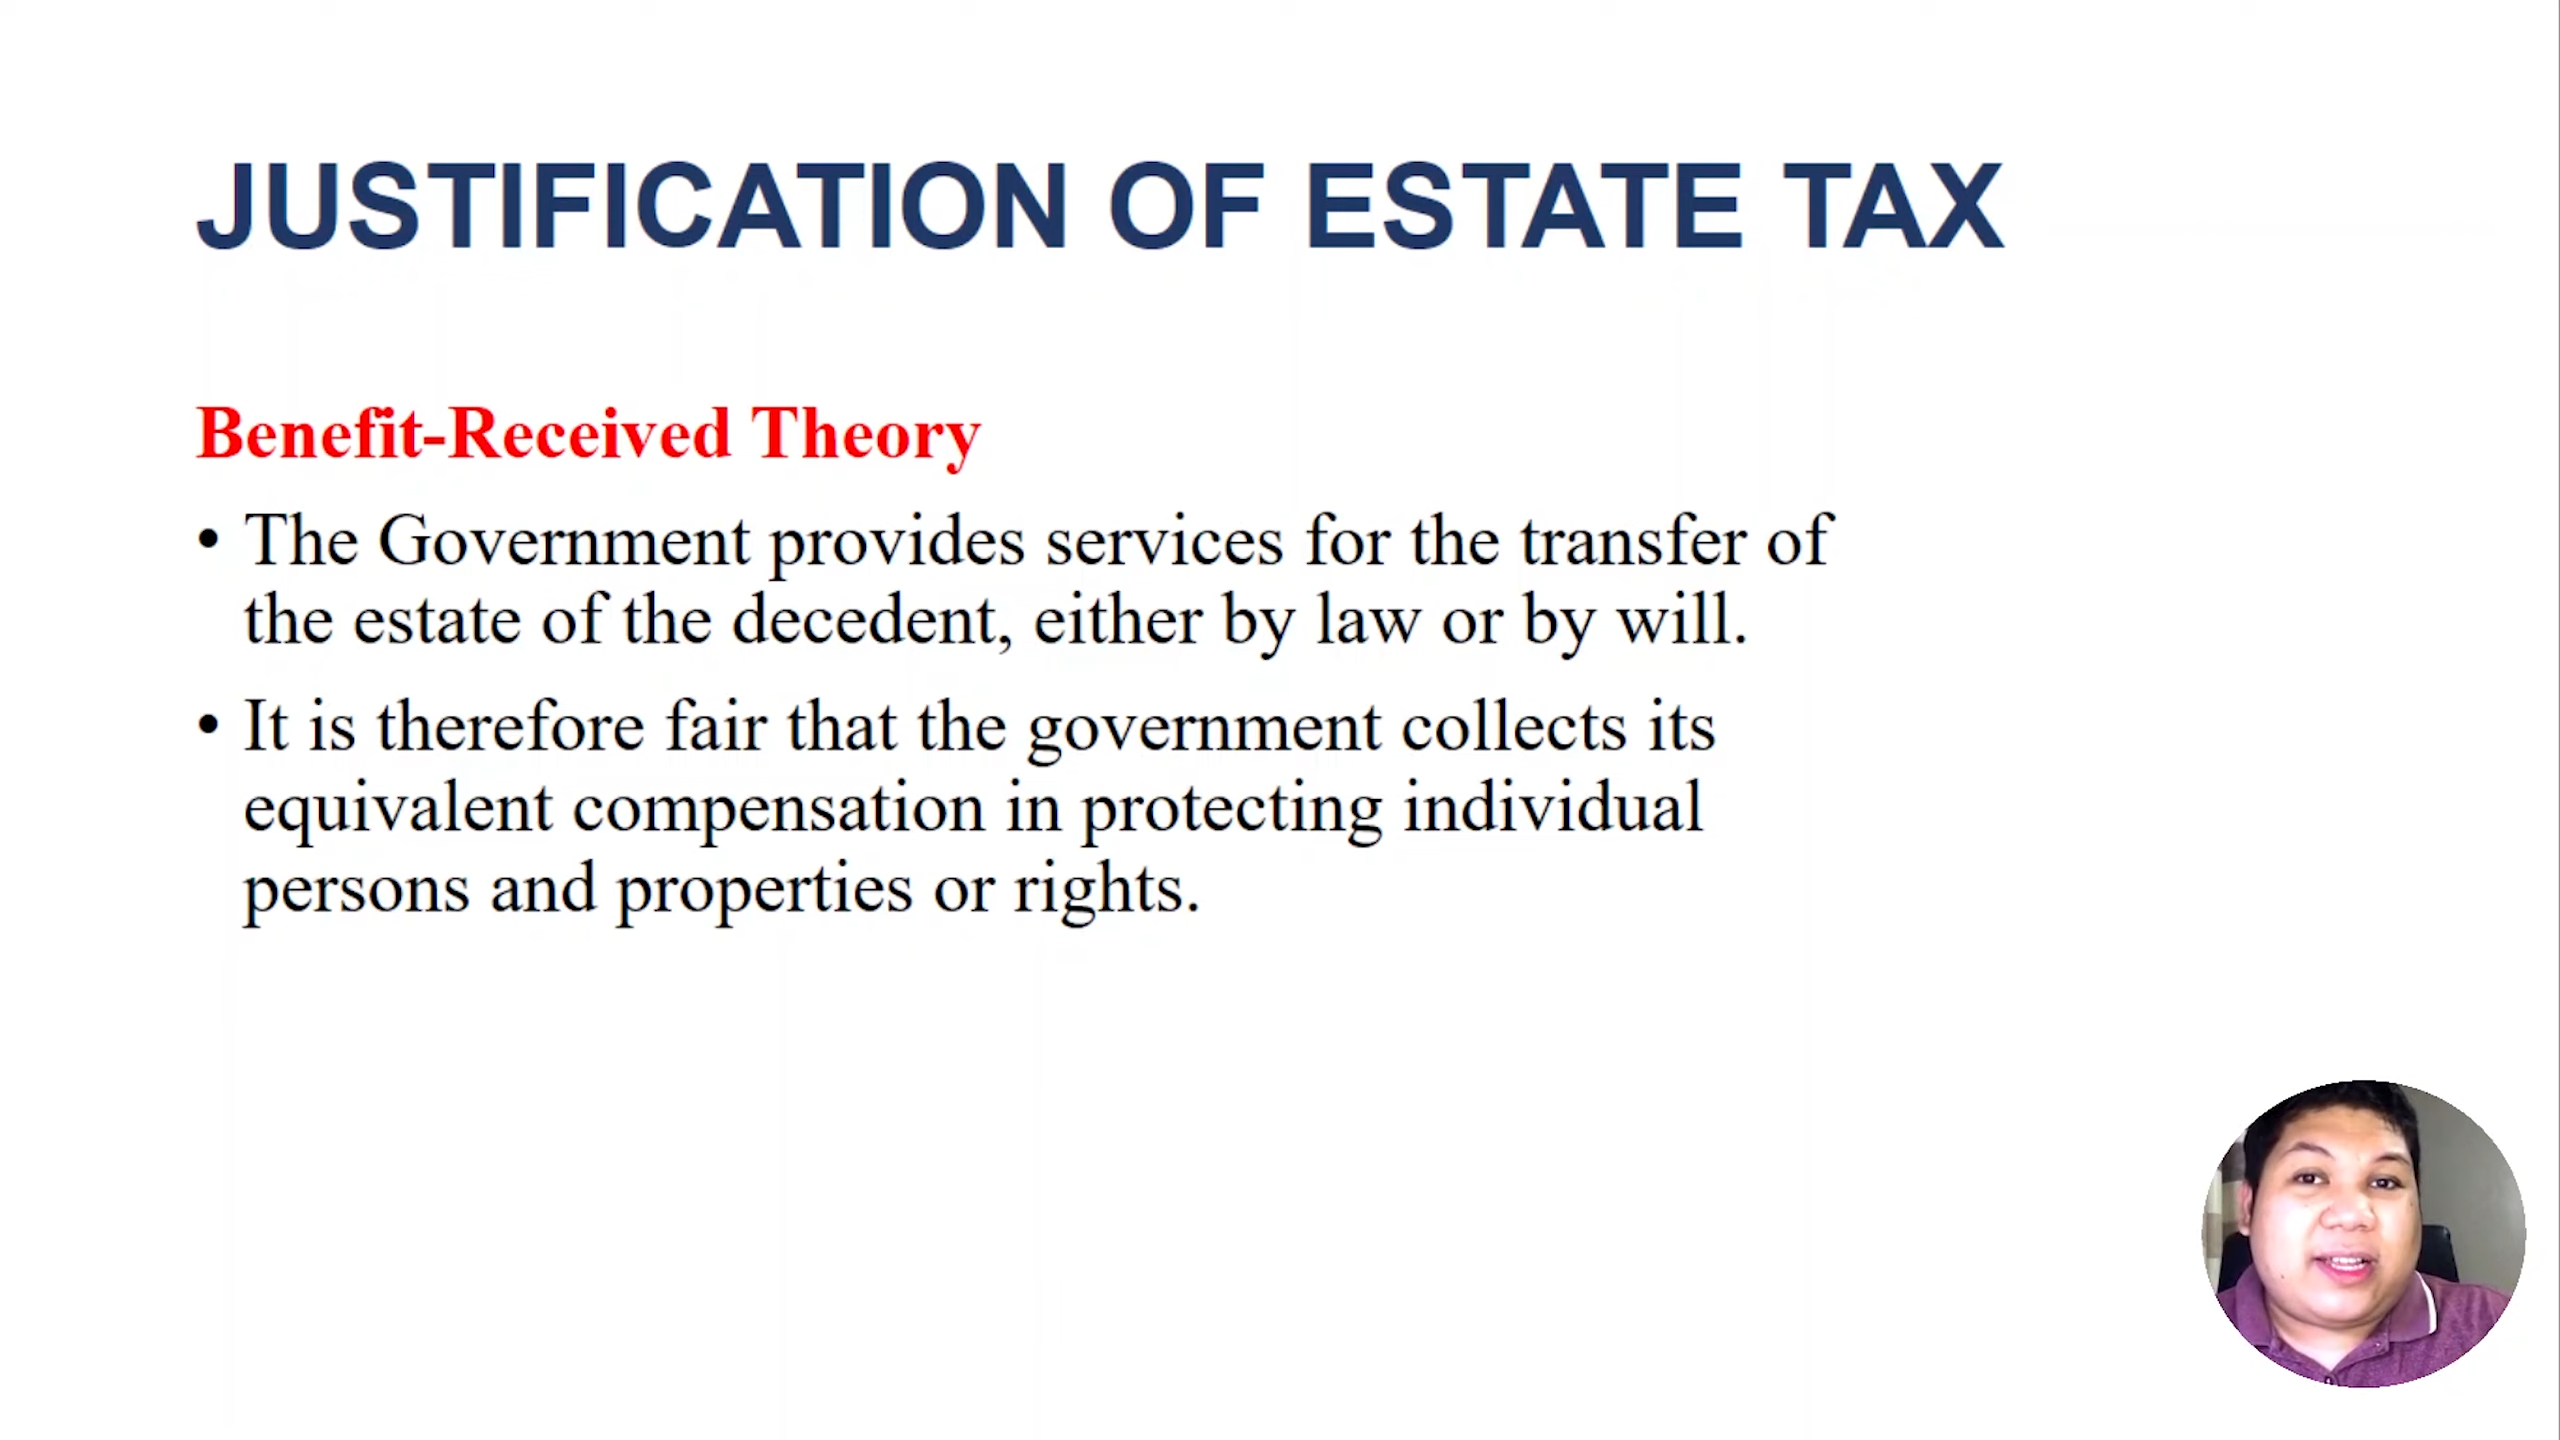 JUSTIFICATION OF ESTATE TAX
Benefit-Received Theory
• The Government provides services for the transfer of
the estate of the decedent, either by law or by will.
• It is therefore fair that the government collects its
equivalent compensation in protecting individual
persons and properties or rights.